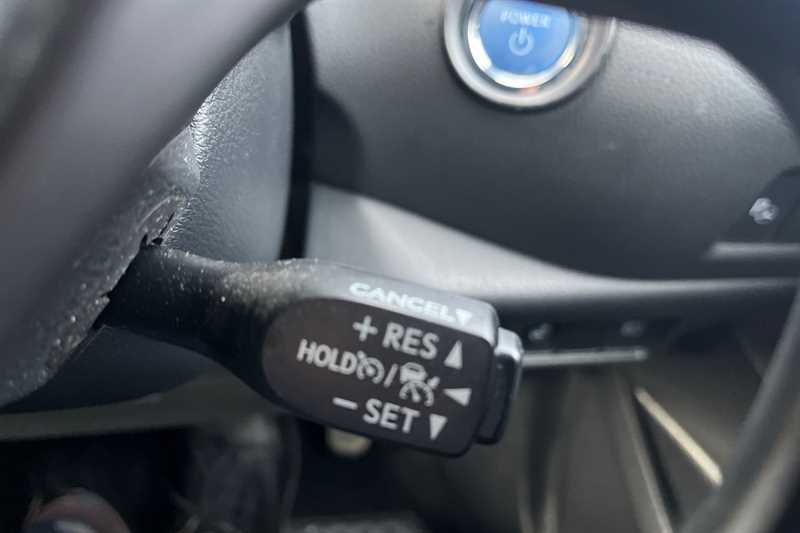 POWER
CANCEL▼
+ RES ▲
HOLD / ◀
− SET ▼